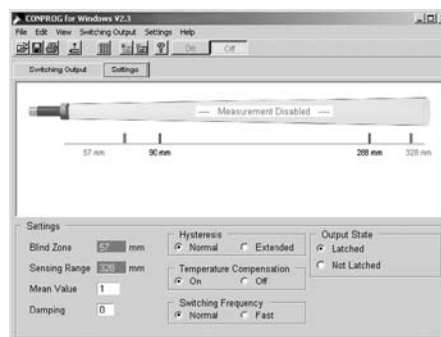 CONPROG for Windows V2.3
File Edit View Switching Output Settings Help
On Off
Switching Output Settings
---- Measurement Disabled ----
57 mm 90 mm 288 mm 328 mm
Settings
Blind Zone 57 mm
Sensing Range 328 mm
Mean Value 1
Damping 0
Hysteresis
Normal Extended
Temperature Compensation
On Off
Switching Frequency
Normal Fast
Output State
Latched
Not Latched